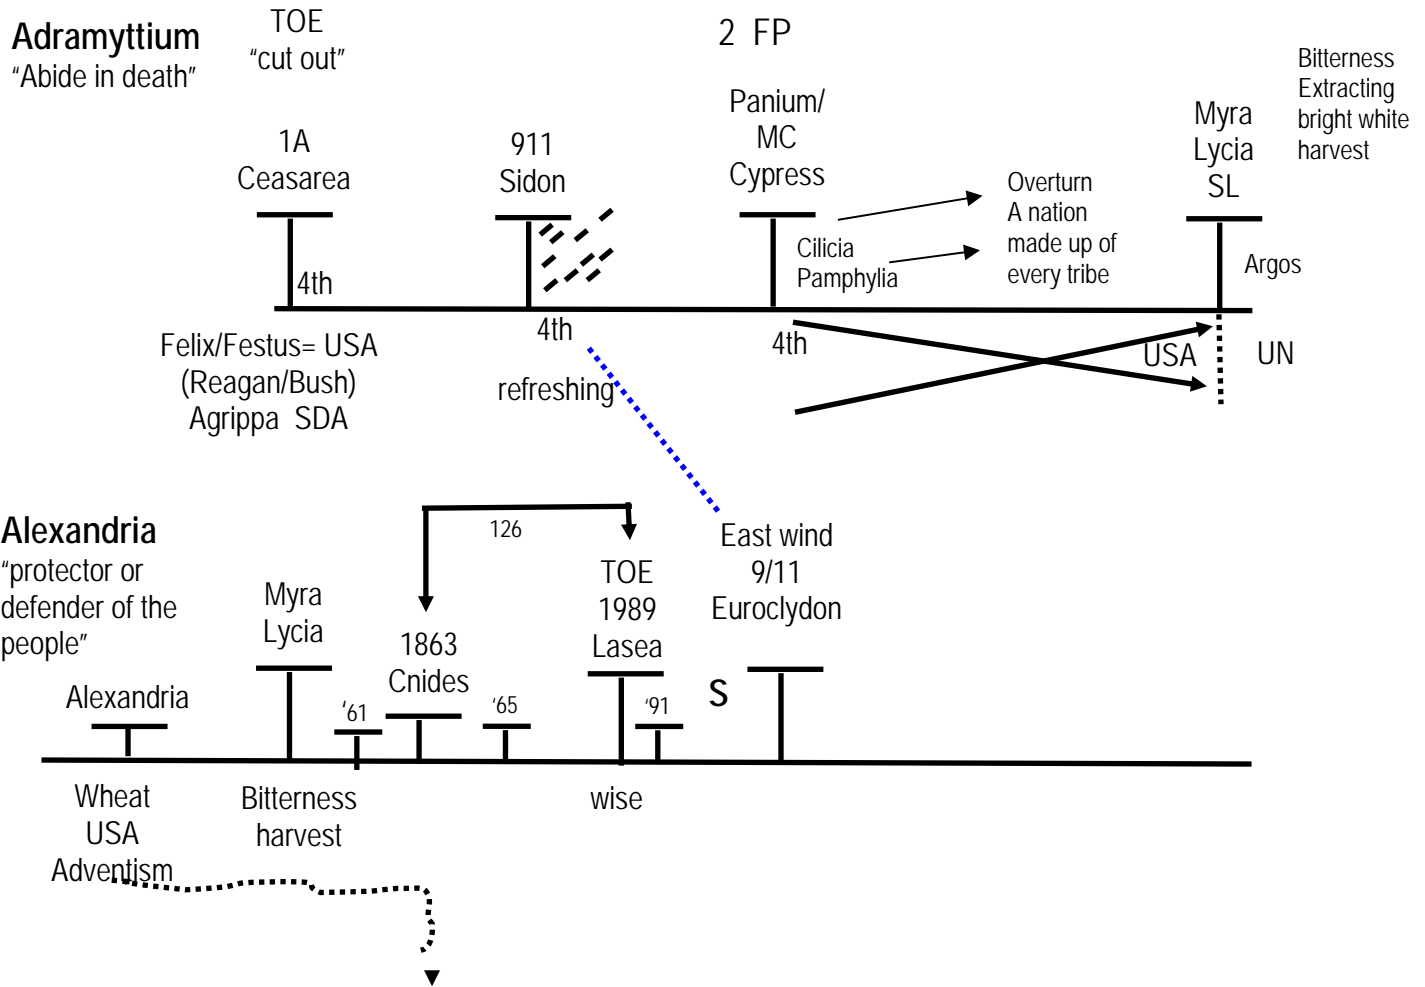 Adramyttium
“Abide in death”
TOE
“cut out”
2 FP
Bitterness
Extracting
bright white
harvest
1A
Ceasarea
911
Sidon
Panium/
MC
Cypress
Myra
Lycia
SL
Overturn
A nation
made up of
every tribe
Cilicia
Pamphylia
Argos
4th
4th
4th
Felix/Festus= USA
(Reagan/Bush)
Agrippa SDA
refreshing
USA
UN
Alexandria
“protector or
defender of the
people”
126
East wind
9/11
Euroclydon
TOE
1989
Lasea
Myra
Lycia
1863
Cnides
Alexandria
‘61
‘65
‘91
S
Wheat
USA
Adventism
Bitterness
harvest
wise